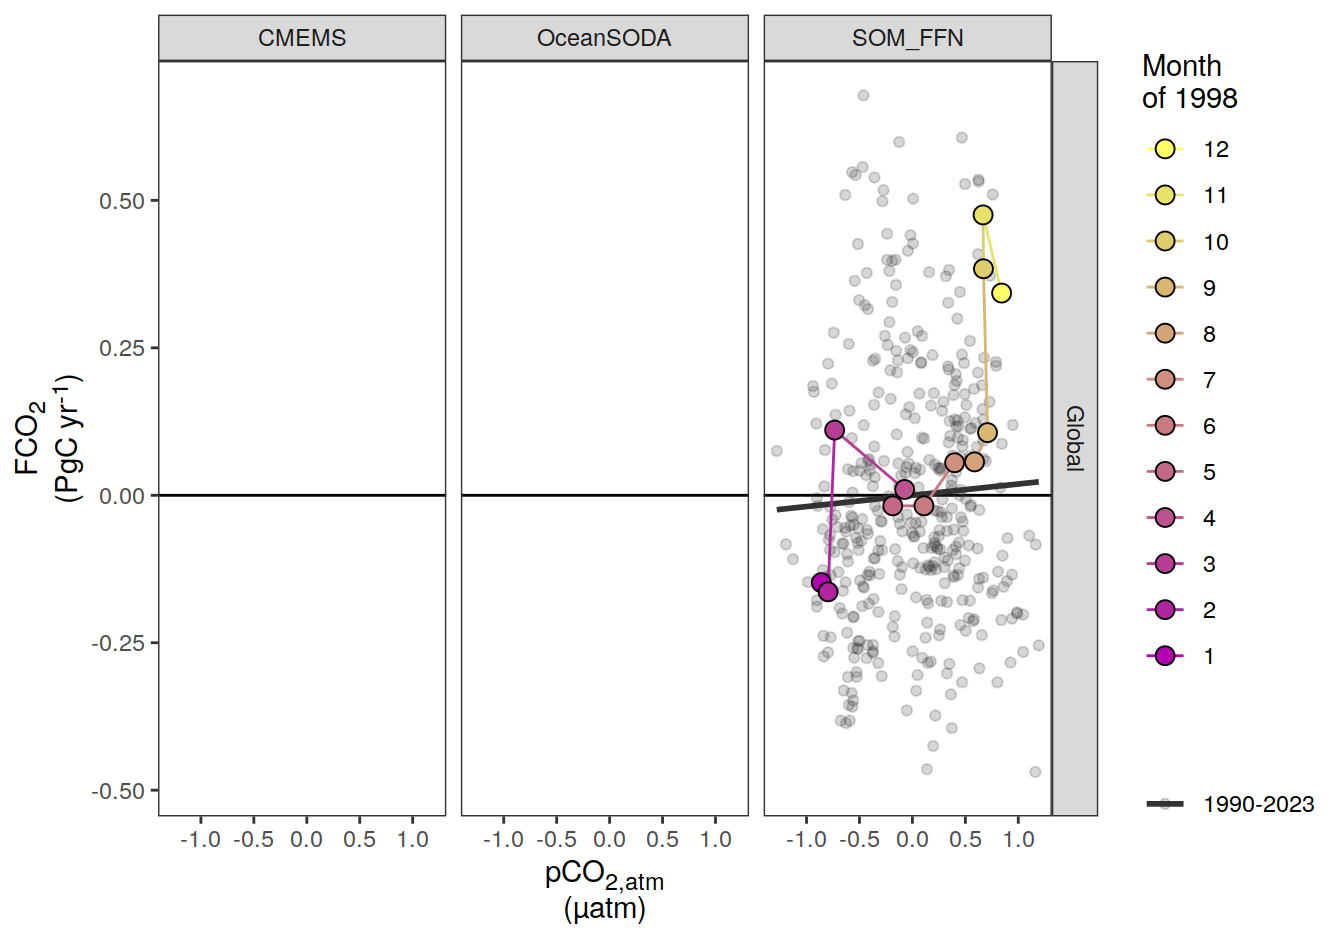 CMEMS
OceanSODA
SOM_FFN
Global
FCO₂
(PgC yr⁻¹)
0.50
0.25
0.00
-0.25
-0.50
-1.0 -0.5 0.0 0.5 1.0
-1.0 -0.5 0.0 0.5 1.0
-1.0 -0.5 0.0 0.5 1.0
pCO₂,atm
(µatm)
Month
of 1998
12
11
10
9
8
7
6
5
4
3
2
1
1990-2023